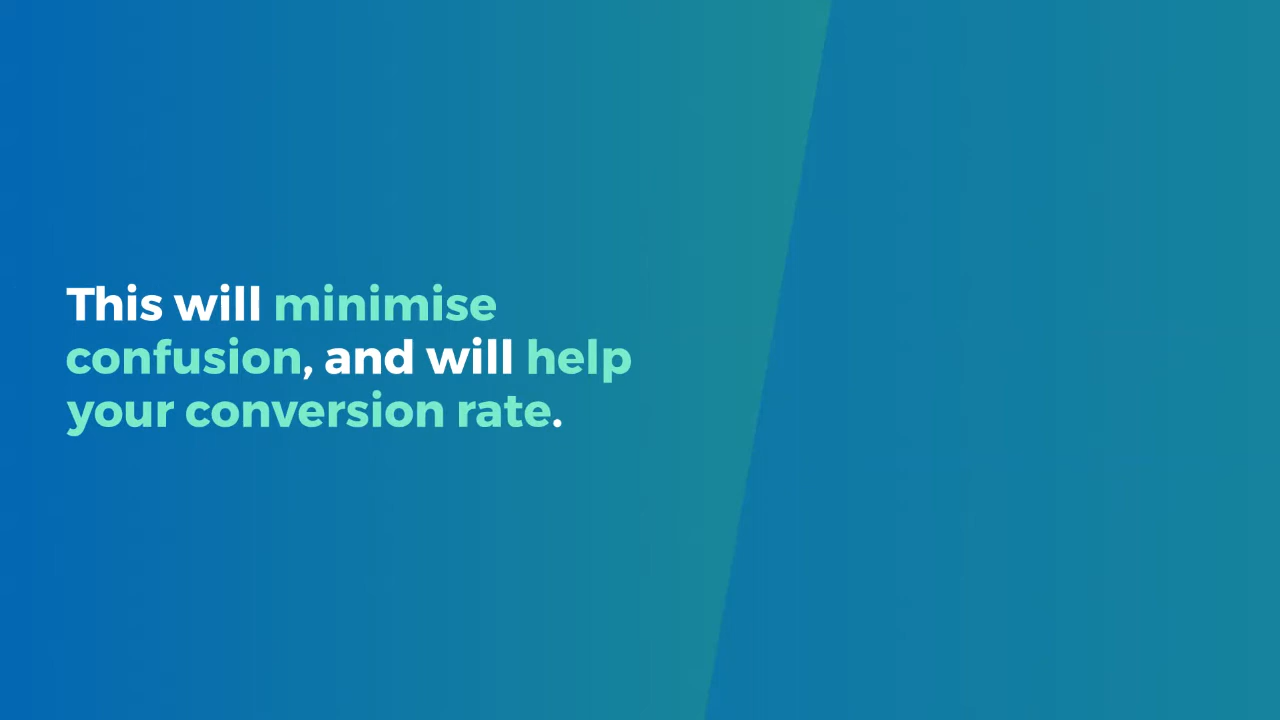 This will minimise
confusion, and will help
your conversion rate.